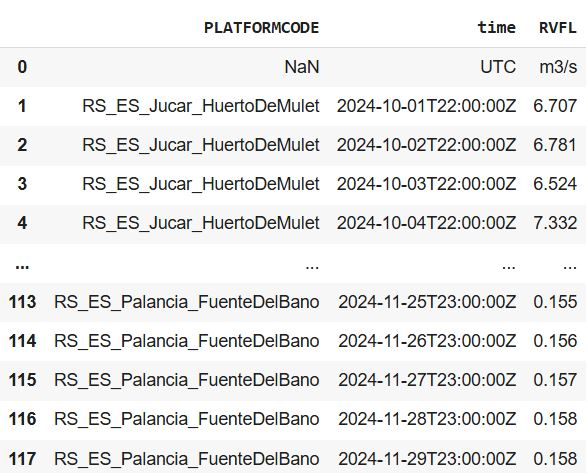 PLATFORMCODE time RVFL
0 NaN UTC m3/s
1 RS_ES_Jucar_HuertoDeMulet 2024-10-01T22:00:00Z 6.707
2 RS_ES_Jucar_HuertoDeMulet 2024-10-02T22:00:00Z 6.781
3 RS_ES_Jucar_HuertoDeMulet 2024-10-03T22:00:00Z 6.524
4 RS_ES_Jucar_HuertoDeMulet 2024-10-04T22:00:00Z 7.332
... ... ... ...
113 RS_ES_Palancia_FuenteDelBano 2024-11-25T23:00:00Z 0.155
114 RS_ES_Palancia_FuenteDelBano 2024-11-26T23:00:00Z 0.156
115 RS_ES_Palancia_FuenteDelBano 2024-11-27T23:00:00Z 0.157
116 RS_ES_Palancia_FuenteDelBano 2024-11-28T23:00:00Z 0.158
117 RS_ES_Palancia_FuenteDelBano 2024-11-29T23:00:00Z 0.158